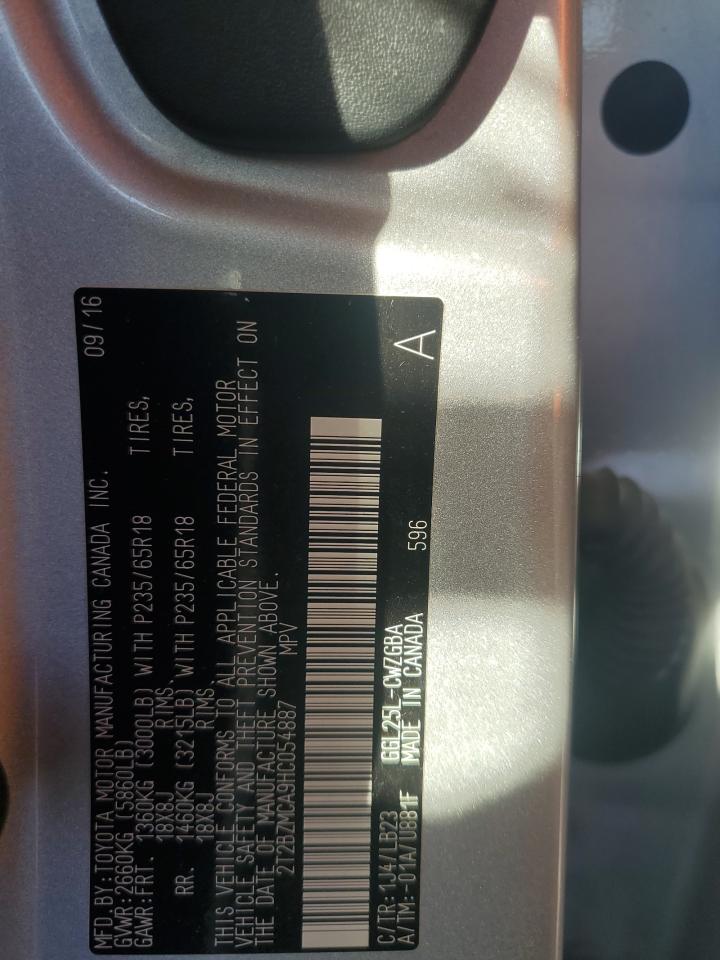 MFD.BY:TOYOTA MOTOR MANUFACTURING CANADA INC. 09/16
GVWR:2660KG (5860LB)
GAWR:FRT. 1360KG (3000LB) WITH P235/65R18 TIRES,
18X8J RIMS
RR. 1460KG (3215LB) WITH P235/65R18 TIRES,
18X8J RIMS
THIS VEHICLE CONFORMS TO ALL APPLICABLE FEDERAL MOTOR
VEHICLE SAFETY AND THEFT PREVENTION STANDARDS IN EFFECT ON
THE DATE OF MANUFACTURE SHOWN ABOVE.
2T2BZMCA9HC054887 MPV
C/TR:1J4/LB23 GGL25L-CWZGBA
A/TM:-01A/U881F MADE IN CANADA 596 A